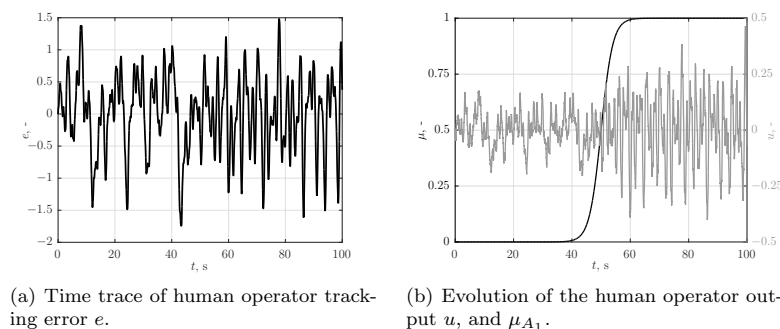 1.5
1
0.5
0
−0.5
−1
−1.5
−2
e, -
0 20 40 60 80 100
t, s
1
0.75
0.5
0.25
0
μ, -
0.5
0
−0.5
u, -
0 20 40 60 80 100
t, s
(a) Time trace of human operator track-
ing error e.
(b) Evolution of the human operator out-
put u, and μA₁.